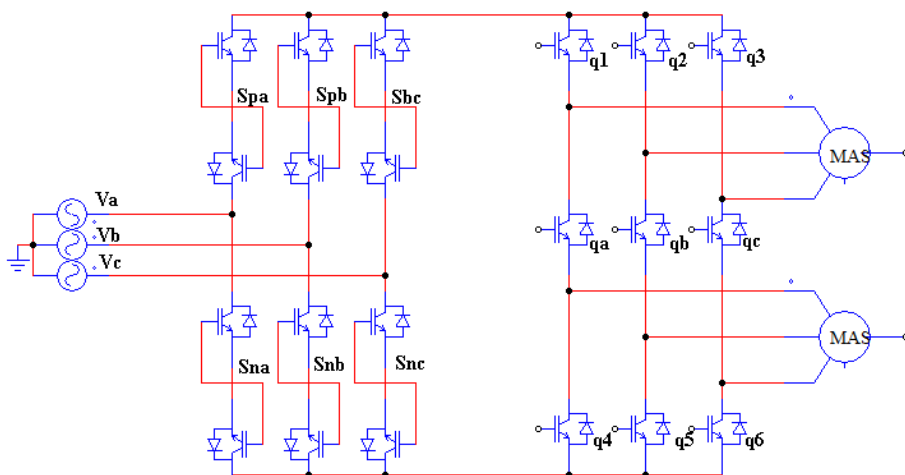 q1 q2 q3
Spa Spb Sbc
MAS
Va
Vb
Vc
qa qb qc
MAS
Sna Snb Snc
q4 q5 q6